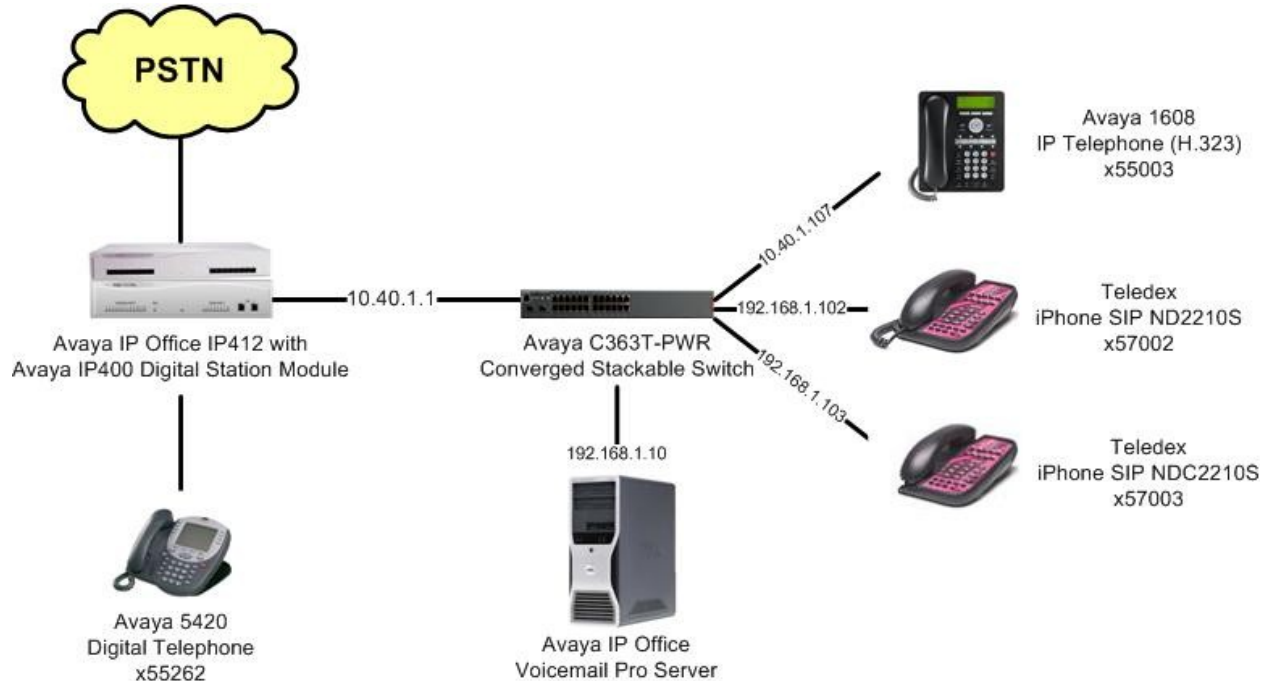 PSTN
Avaya 1608
IP Telephone (H.323)
x55003
10.40.1.107
10.40.1.1
192.168.1.102
Teledex
iPhone SIP ND2210S
x57002
Avaya IP Office IP412 with
Avaya IP400 Digital Station Module
Avaya C363T-PWR
Converged Stackable Switch
192.168.1.103
192.168.1.10
Teledex
iPhone SIP NDC2210S
x57003
Avaya 5420
Digital Telephone
x55262
Avaya IP Office
Voicemail Pro Server